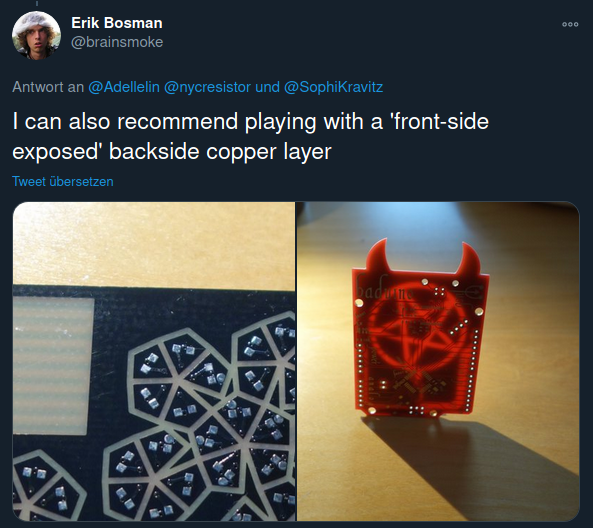 Erik Bosman
@brainsmoke
Antwort an @Adellelin @nycresistor und @SophiKravitz
I can also recommend playing with a 'front-side
exposed' backside copper layer
Tweet übersetzen